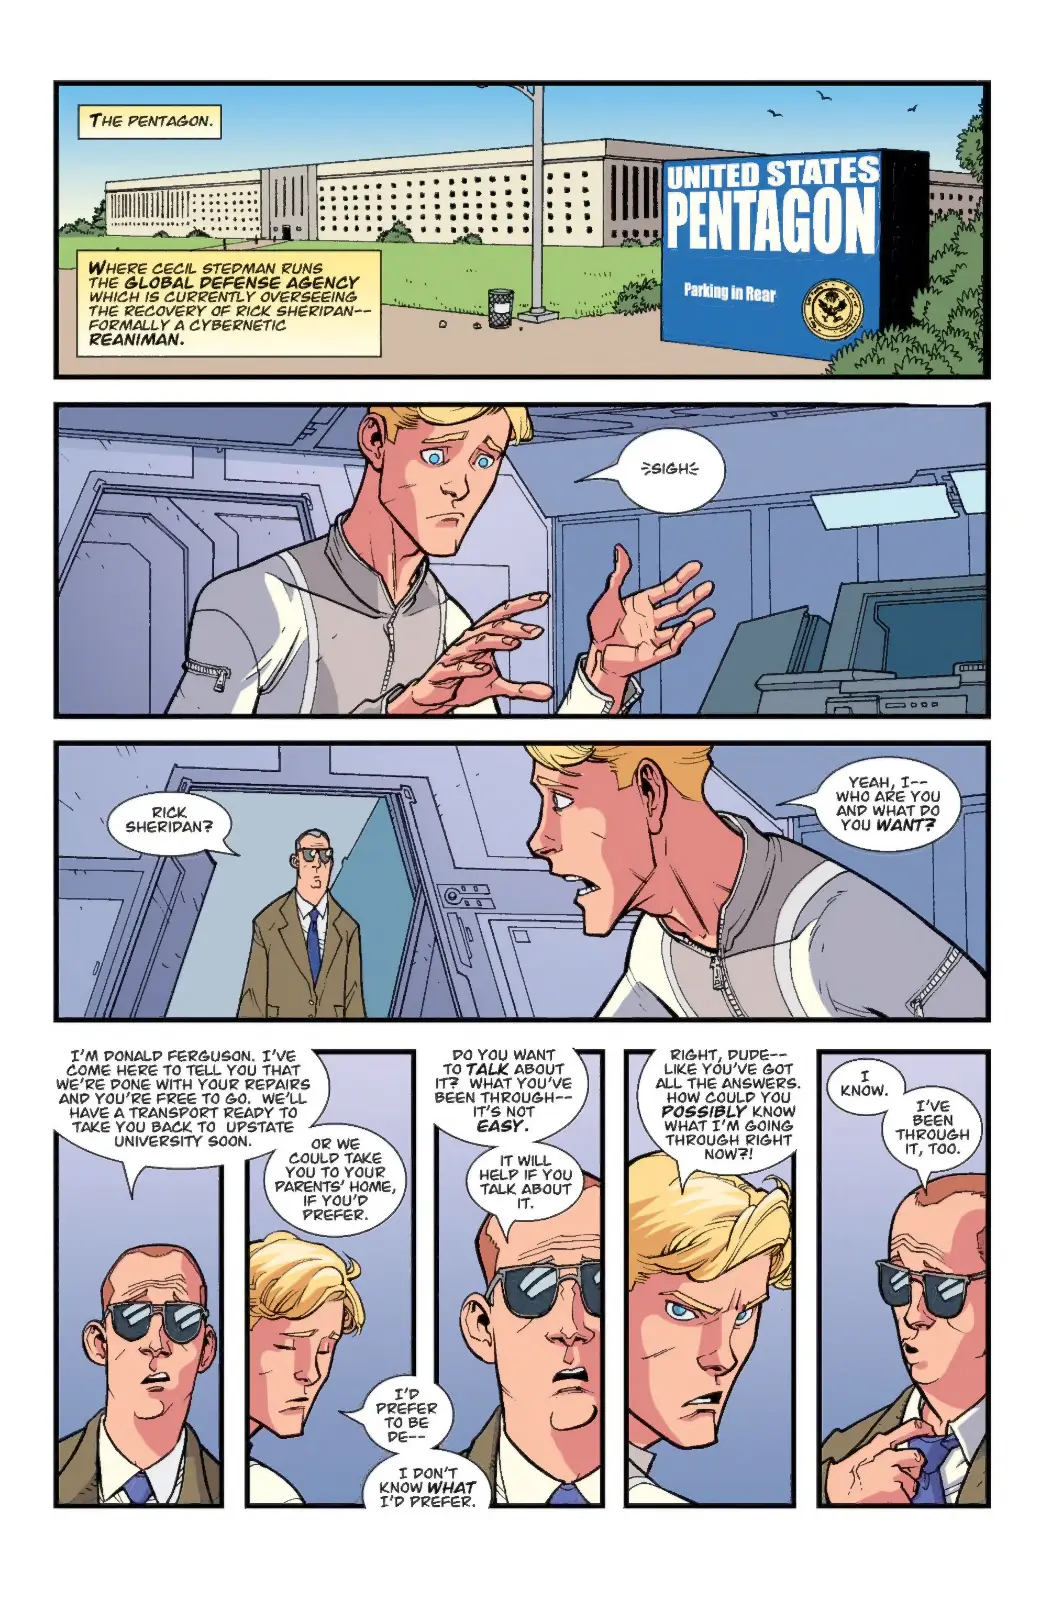 THE PENTAGON.
UNITED STATES
PENTAGON
Parking in Rear
WHERE CECIL STEDMAN RUNS
THE GLOBAL DEFENSE AGENCY
WHICH IS CURRENTLY OVERSEEING
THE RECOVERY OF RICK SHERIDAN--
FORMALLY A CYBERNETIC
REANIMAN.
SIGH
RICK
SHERIDAN?
YEAH, I--
WHO ARE YOU
AND WHAT DO
YOU WANT?
I'M DONALD FERGUSON. I'VE
COME HERE TO TELL YOU THAT
WE'RE DONE WITH YOUR REPAIRS
AND YOU'RE FREE TO GO. WE'LL
HAVE A TRANSPORT READY TO
TAKE YOU BACK TO UPSTATE
UNIVERSITY SOON.
OR WE
COULD TAKE
YOU TO YOUR
PARENTS' HOME,
IF YOU'D
PREFER.
I'D
PREFER
TO BE
DE--
I DON'T
KNOW WHAT
I'D PREFER.
DO YOU WANT
TO TALK ABOUT
IT? WHAT YOU'VE
BEEN THROUGH--
IT'S NOT
EASY.
IT WILL
HELP IF YOU
TALK ABOUT
IT.
RIGHT, DUDE--
LIKE YOU'VE GOT
ALL THE ANSWERS.
HOW COULD YOU
POSSIBLY KNOW
WHAT I'M GOING
THROUGH RIGHT
NOW?!
I
KNOW.
I'VE
BEEN
THROUGH
IT, TOO.